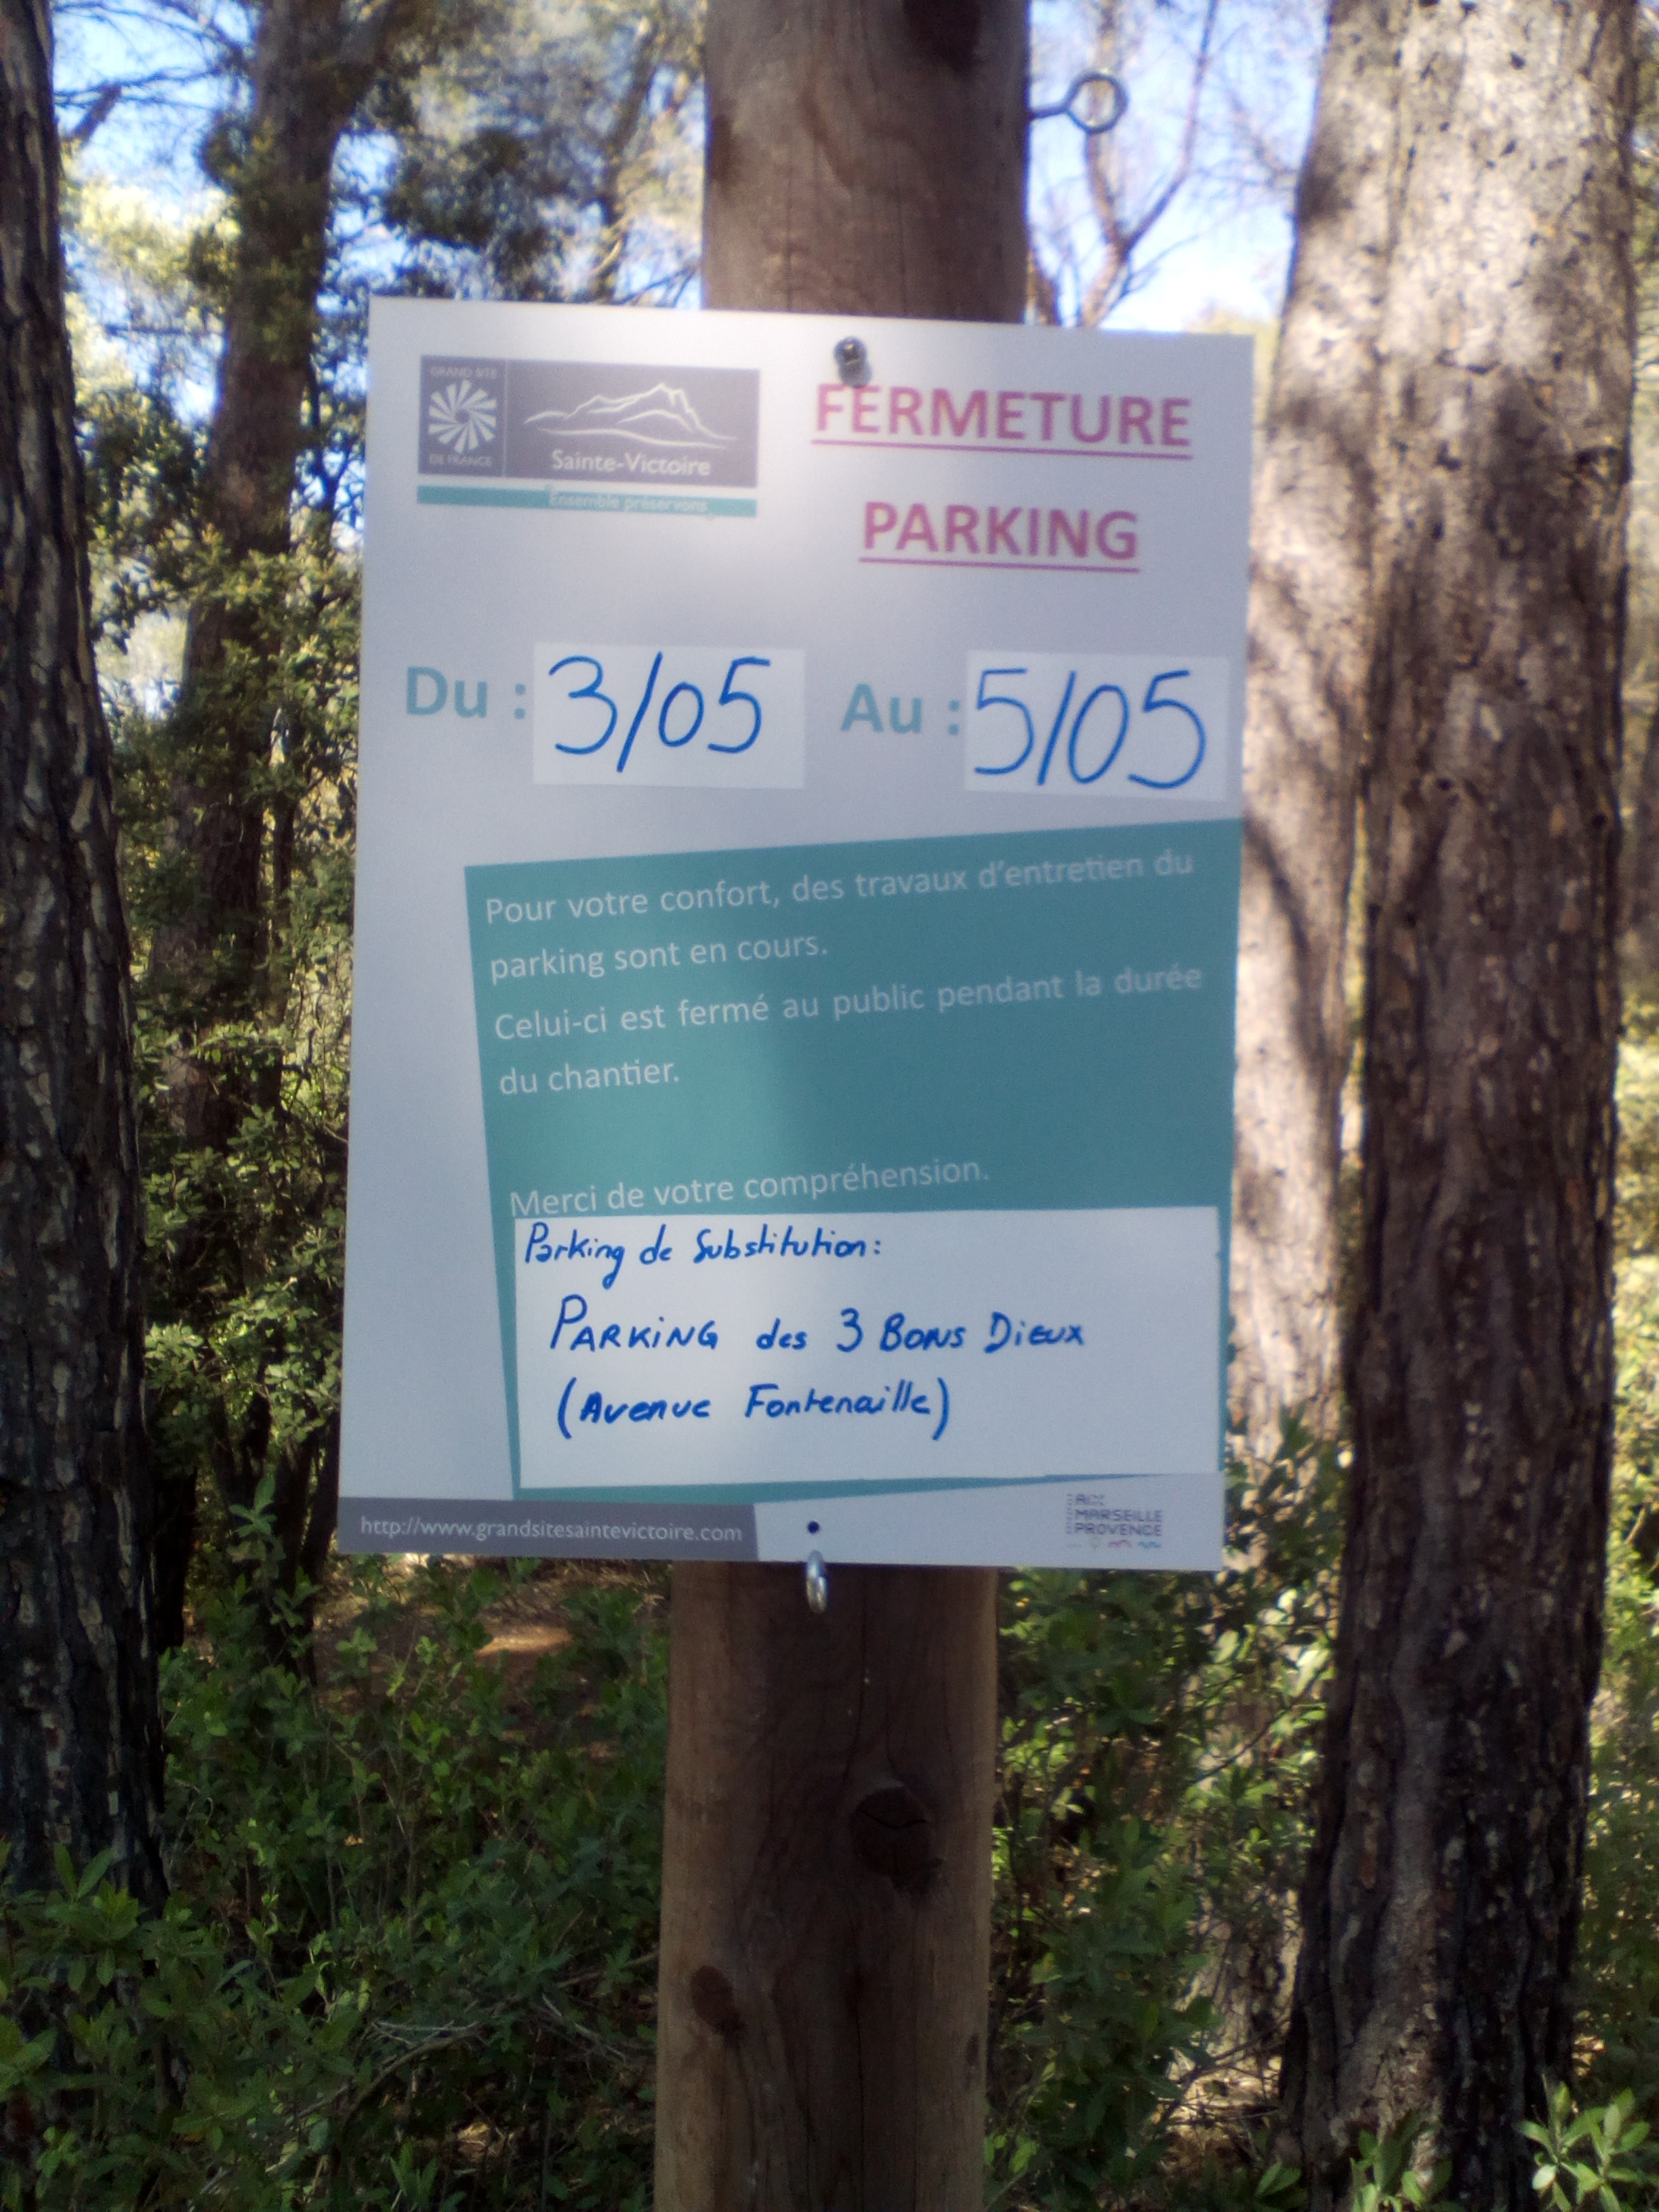 GRAND SITE
DE FRANCE
Sainte-Victoire
Ensemble préservons
FERMETURE
PARKING
Du : 3/05 Au : 5/05
Pour votre confort, des travaux d'entretien du
parking sont en cours.
Celui-ci est fermé au public pendant la durée
du chantier.
Merci de votre compréhension.
Parking de Substitution:
PARKING des 3 BONS DIEUX
(Avenue Fontenaille)
http://www.grandsitesaintevictoire.com
AIX
MARSEILLE
PROVENCE